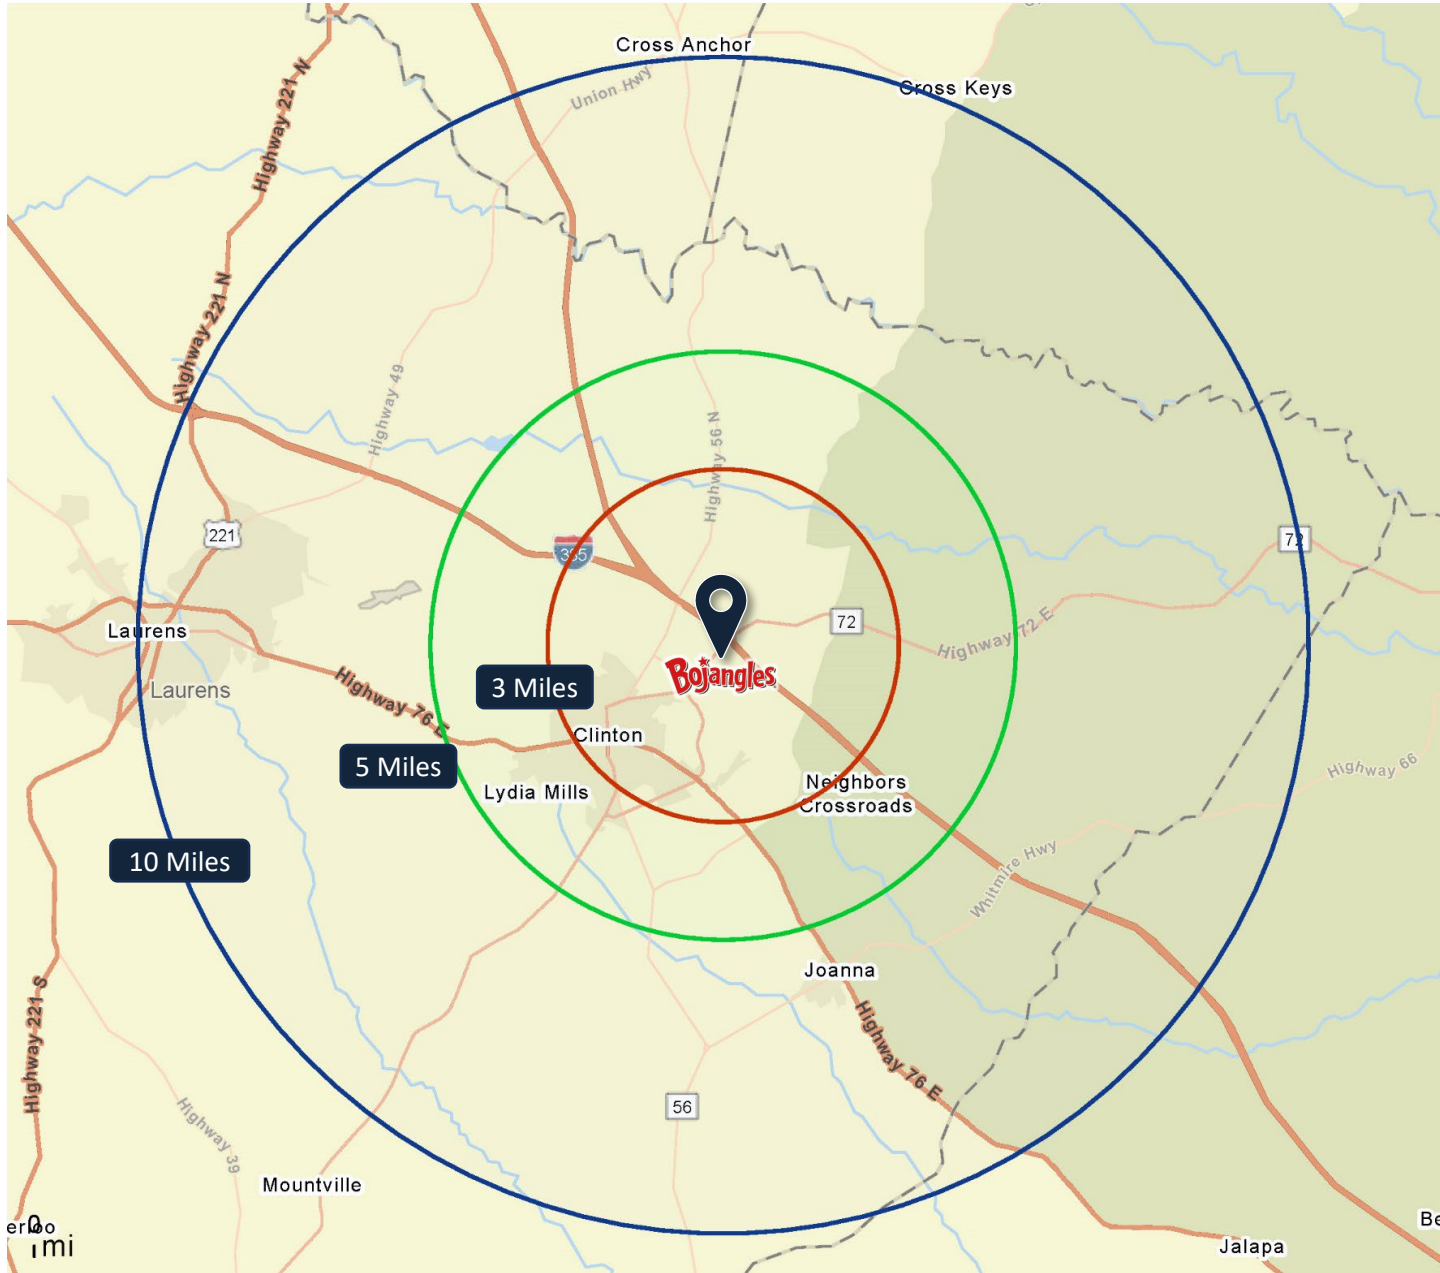 Cross Anchor
Cross Keys
Union Hwy
Highway 221 N
Highway 221 N
Highway 49
Highway 56 N
221
385
72
72
Highway 72 E
Laurens
Laurens
Bojangles
3 Miles
Highway 76 E
Clinton
5 Miles
Lydia Mills
Neighbors
Crossroads
Highway 66
10 Miles
Whitmire Hwy
Joanna
Highway 221 S
Highway 76 E
56
Highway 39
Mountville
0
mi
Jalapa
Be